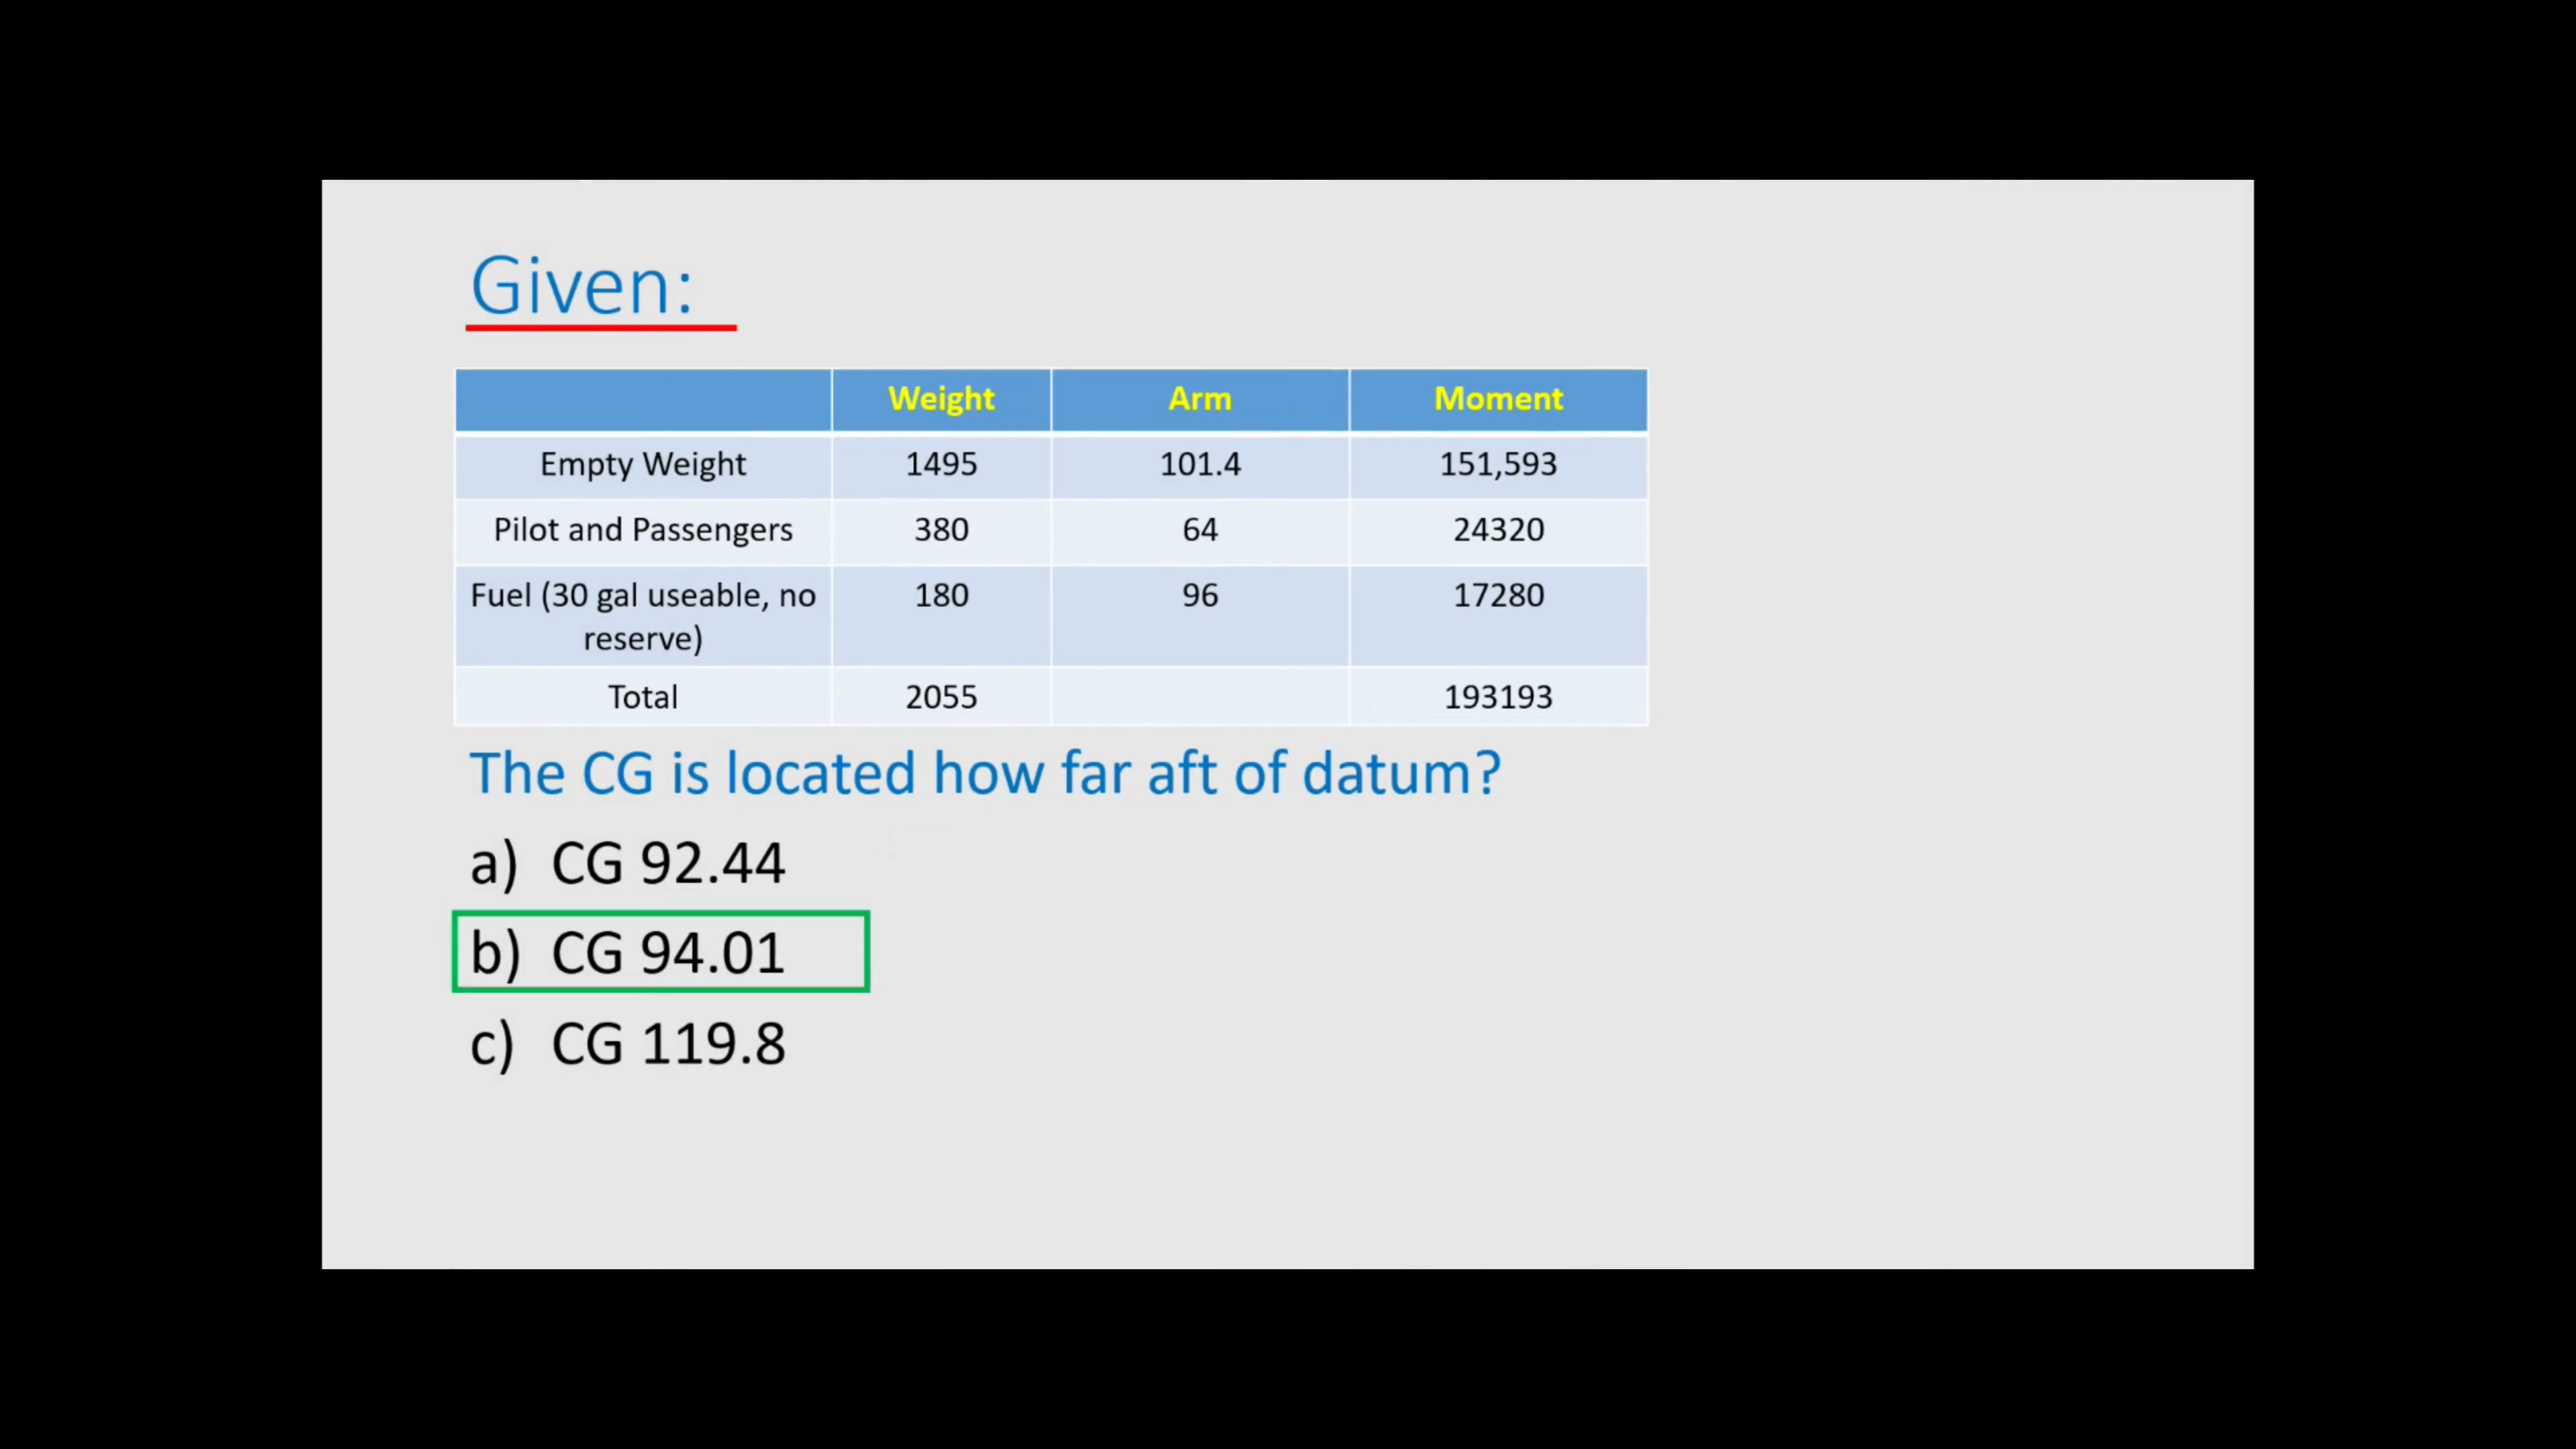 Given:
Weight Arm Moment
Empty Weight 1495 101.4 151,593
Pilot and Passengers 380 64 24320
Fuel (30 gal useable, no 180 96 17280
reserve)
Total 2055 193193
The CG is located how far aft of datum?
a) CG 92.44
b) CG 94.01
c) CG 119.8